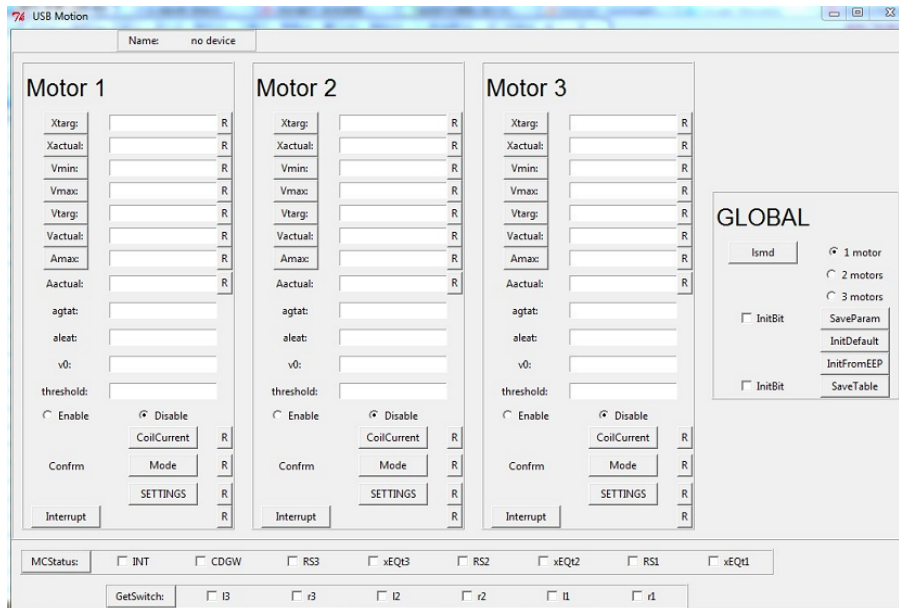 USB Motion
Name: no device
Motor 1
Xtarg: R
Xactual: R
Vmin: R
Vmax: R
Vtarg: R
Vactual: R
Amax: R
Aactual: R
agtat:
aleat:
v0:
threshold:
Enable Disable
CoilCurrent R
Confrm Mode R
SETTINGS R
Interrupt R
Motor 2
Xtarg: R
Xactual: R
Vmin: R
Vmax: R
Vtarg: R
Vactual: R
Amax: R
Aactual: R
agtat:
aleat:
v0:
threshold:
Enable Disable
CoilCurrent R
Confrm Mode R
SETTINGS R
Interrupt R
Motor 3
Xtarg: R
Xactual: R
Vmin: R
Vmax: R
Vtarg: R
Vactual: R
Amax: R
Aactual: R
agtat:
aleat:
v0:
threshold:
Enable Disable
CoilCurrent R
Confrm Mode R
SETTINGS R
Interrupt R
GLOBAL
lsmd 1 motor
2 motors
3 motors
InitBit SaveParam
InitDefault
InitFromEEP
InitBit SaveTable
MCStatus: INT CDGW RS3 xEQt3 RS2 xEQt2 RS1 xEQt1
GetSwitch: l3 r3 l2 r2 l1 r1